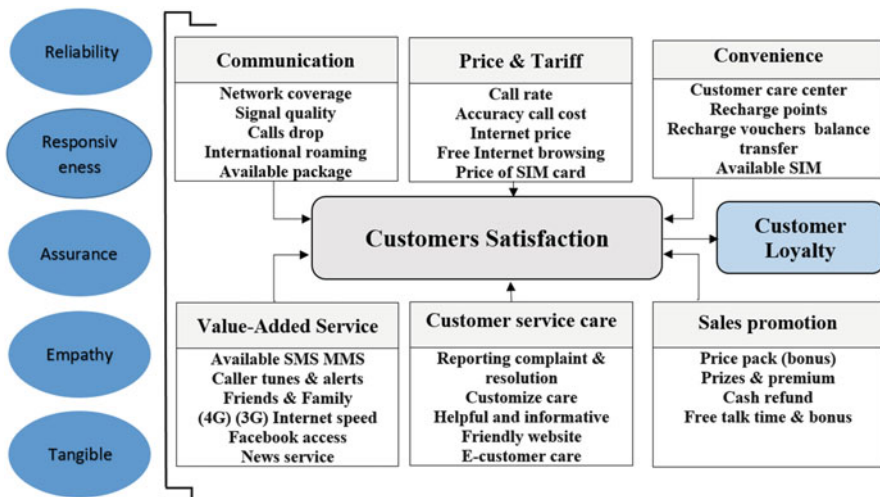 Reliability
Responsiv
eness
Assurance
Empathy
Tangible
Communication
Network coverage
Signal quality
Calls drop
International roaming
Available package
Price & Tariff
Call rate
Accuracy call cost
Internet price
Free Internet browsing
Price of SIM card
Convenience
Customer care center
Recharge points
Recharge vouchers balance
transfer
Available SIM
Customers Satisfaction
Customer
Loyalty
Value-Added Service
Available SMS MMS
Caller tunes & alerts
Friends & Family
(4G) (3G) Internet speed
Facebook access
News service
Customer service care
Reporting complaint &
resolution
Customize care
Helpful and informative
Friendly website
E-customer care
Sales promotion
Price pack (bonus)
Prizes & premium
Cash refund
Free talk time & bonus